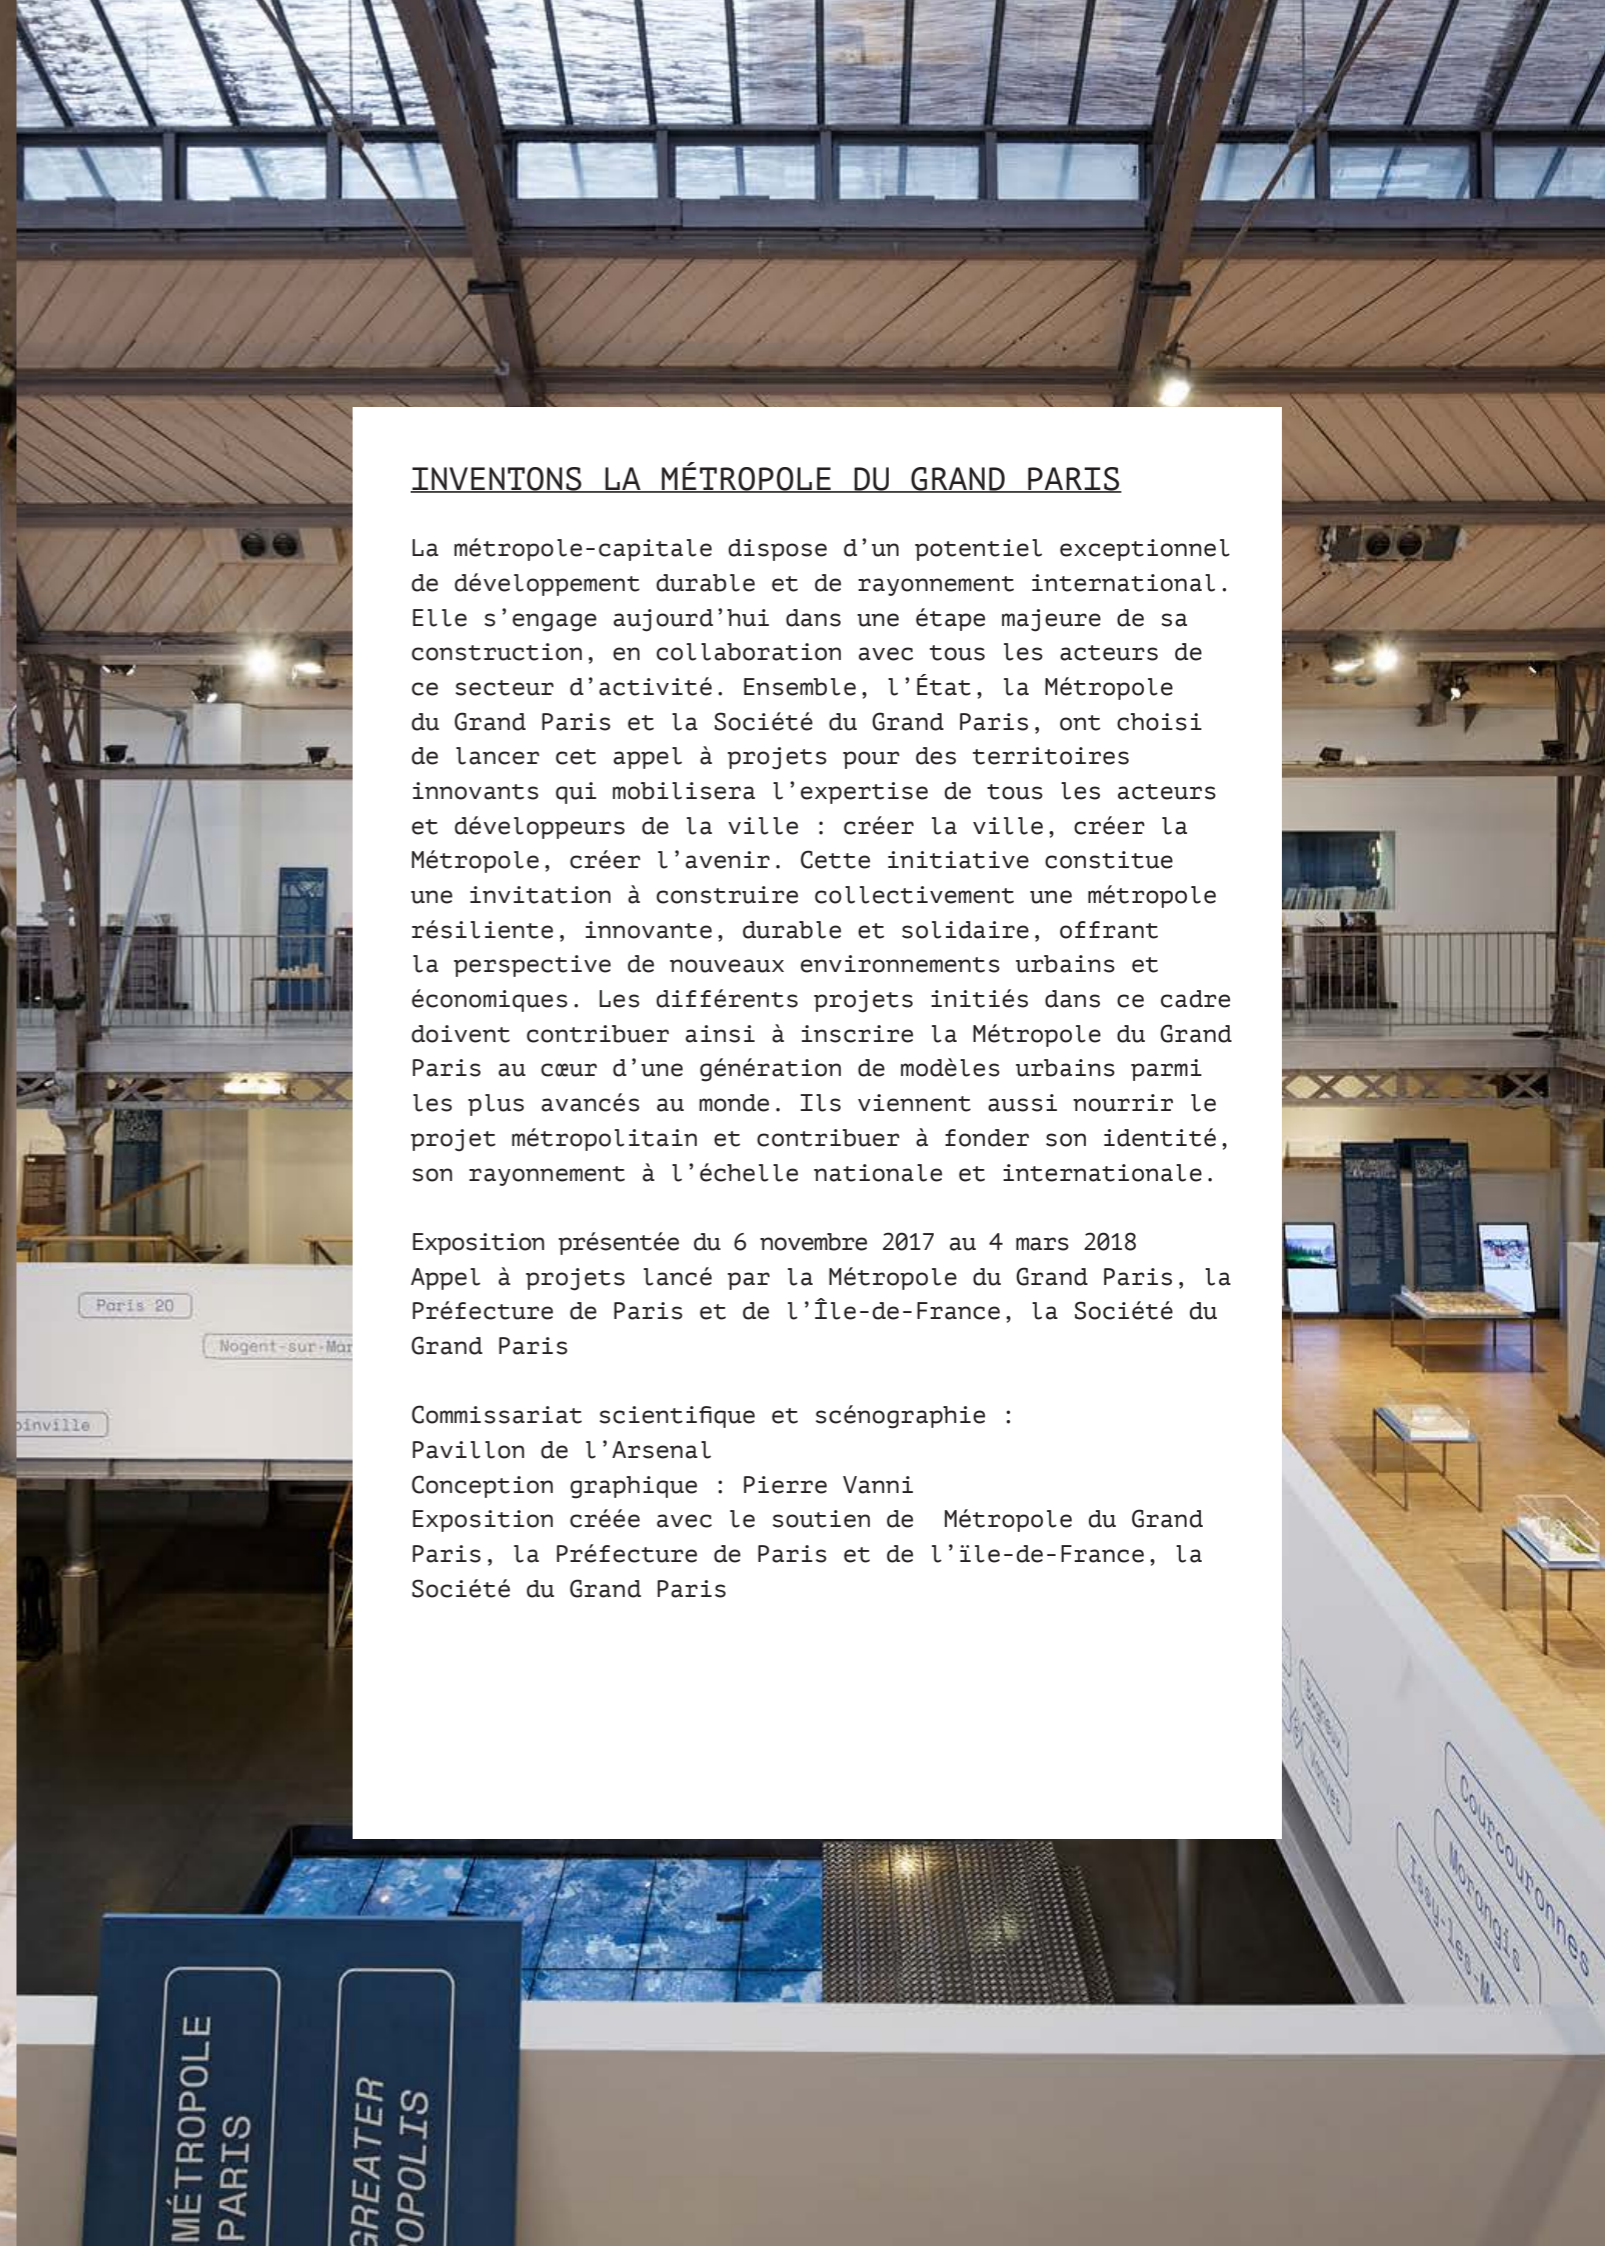 INVENTONS LA MÉTROPOLE DU GRAND PARIS
La métropole-capitale dispose d’un potentiel exceptionnel
de développement durable et de rayonnement international.
Elle s’engage aujourd’hui dans une étape majeure de sa
construction, en collaboration avec tous les acteurs de
ce secteur d’activité. Ensemble, l’État, la Métropole
du Grand Paris et la Société du Grand Paris, ont choisi
de lancer cet appel à projets pour des territoires
innovants qui mobilisera l’expertise de tous les acteurs
et développeurs de la ville : créer la ville, créer la
Métropole, créer l’avenir. Cette initiative constitue
une invitation à construire collectivement une métropole
résiliente, innovante, durable et solidaire, offrant
la perspective de nouveaux environnements urbains et
économiques. Les différents projets initiés dans ce cadre
doivent contribuer ainsi à inscrire la Métropole du Grand
Paris au cœur d’une génération de modèles urbains parmi
les plus avancés au monde. Ils viennent aussi nourrir le
projet métropolitain et contribuer à fonder son identité,
son rayonnement à l’échelle nationale et internationale.
Exposition présentée du 6 novembre 2017 au 4 mars 2018
Appel à projets lancé par la Métropole du Grand Paris, la
Préfecture de Paris et de l’Île-de-France, la Société du
Grand Paris
Commissariat scientifique et scénographie :
Pavillon de l’Arsenal
Conception graphique : Pierre Vanni
Exposition créée avec le soutien de  Métropole du Grand
Paris, la Préfecture de Paris et de l’ïle-de-France, la
Société du Grand Paris
Paris 20
Nogent-sur-Mar
oinville
Bagneux
Vanves
Courcouronnes
Morangis
Issy-les-Mo
MÉTROPOLE
PARIS
GREATER
OPOLIS